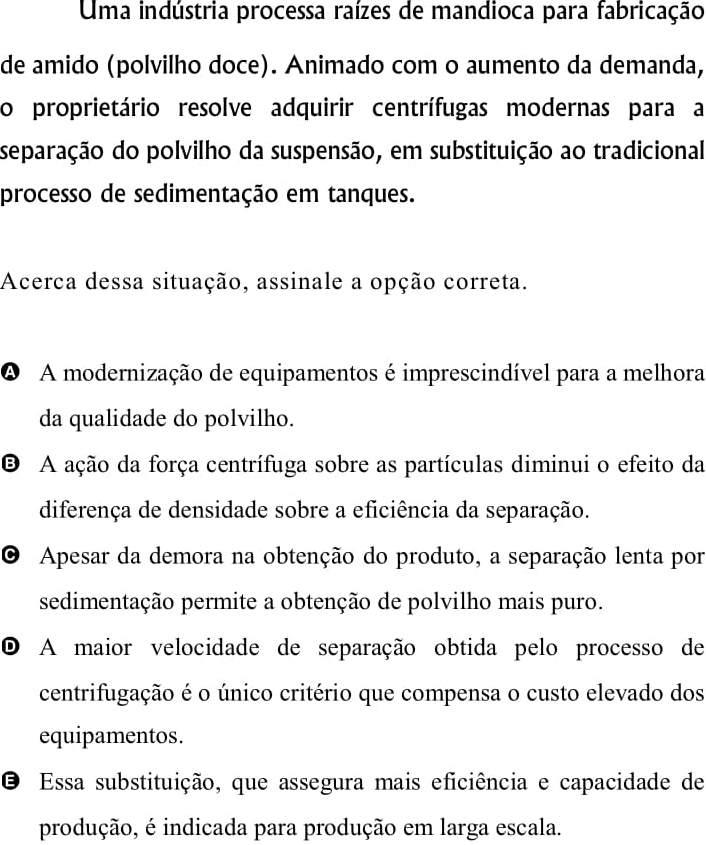 Uma indústria processa raízes de mandioca para fabricação
de amido (polvilho doce). Animado com o aumento da demanda,
o proprietário resolve adquirir centrífugas modernas para a
separação do polvilho da suspensão, em substituição ao tradicional
processo de sedimentação em tanques.
Acerca dessa situação, assinale a opção correta.
A A modernização de equipamentos é imprescindível para a melhora
da qualidade do polvilho.
B A ação da força centrífuga sobre as partículas diminui o efeito da
diferença de densidade sobre a eficiência da separação.
C Apesar da demora na obtenção do produto, a separação lenta por
sedimentação permite a obtenção de polvilho mais puro.
D A maior velocidade de separação obtida pelo processo de
centrifugação é o único critério que compensa o custo elevado dos
equipamentos.
E Essa substituição, que assegura mais eficiência e capacidade de
produção, é indicada para produção em larga escala.